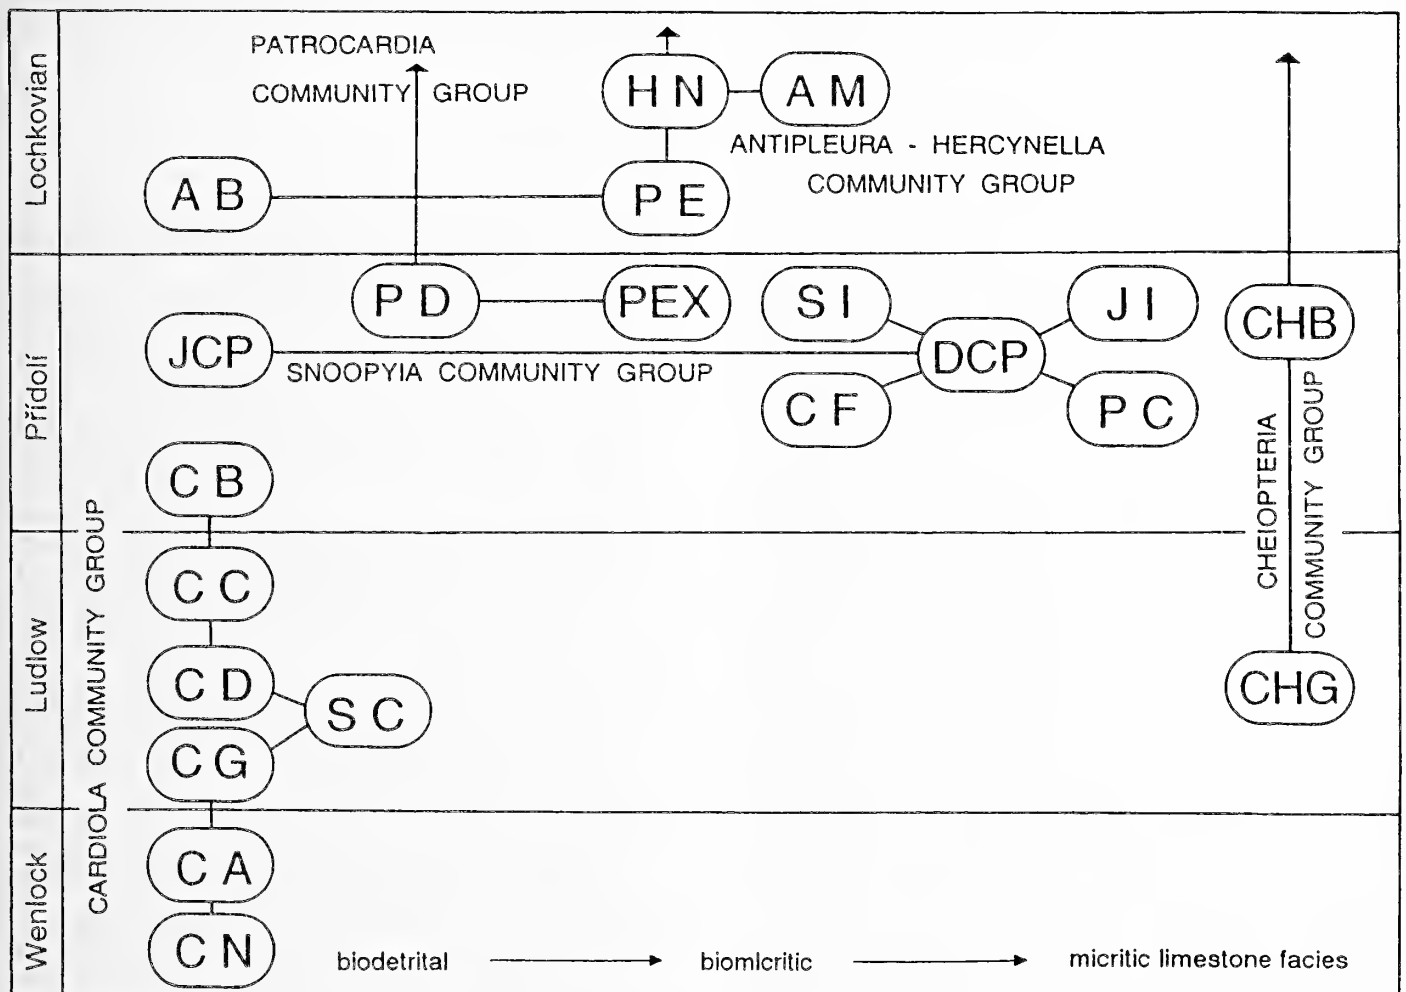 Lochkovian
PATROCARDIA
COMMUNITY GROUP
H N
A M
ANTIPLEURA - HERCYNELLA
COMMUNITY GROUP
A B
P E
Přídolí
P D
PEX
S I
J I
CHB
JCP
DCP
SNOOPYIA COMMUNITY GROUP
C F
P C
C B
CHEIOPTERIA
COMMUNITY GROUP
CARDIOLA COMMUNITY GROUP
Ludlow
C C
C D
S C
CHG
C G
Wenlock
C A
C N
biodetrital
biomicritic
micritic limestone facies